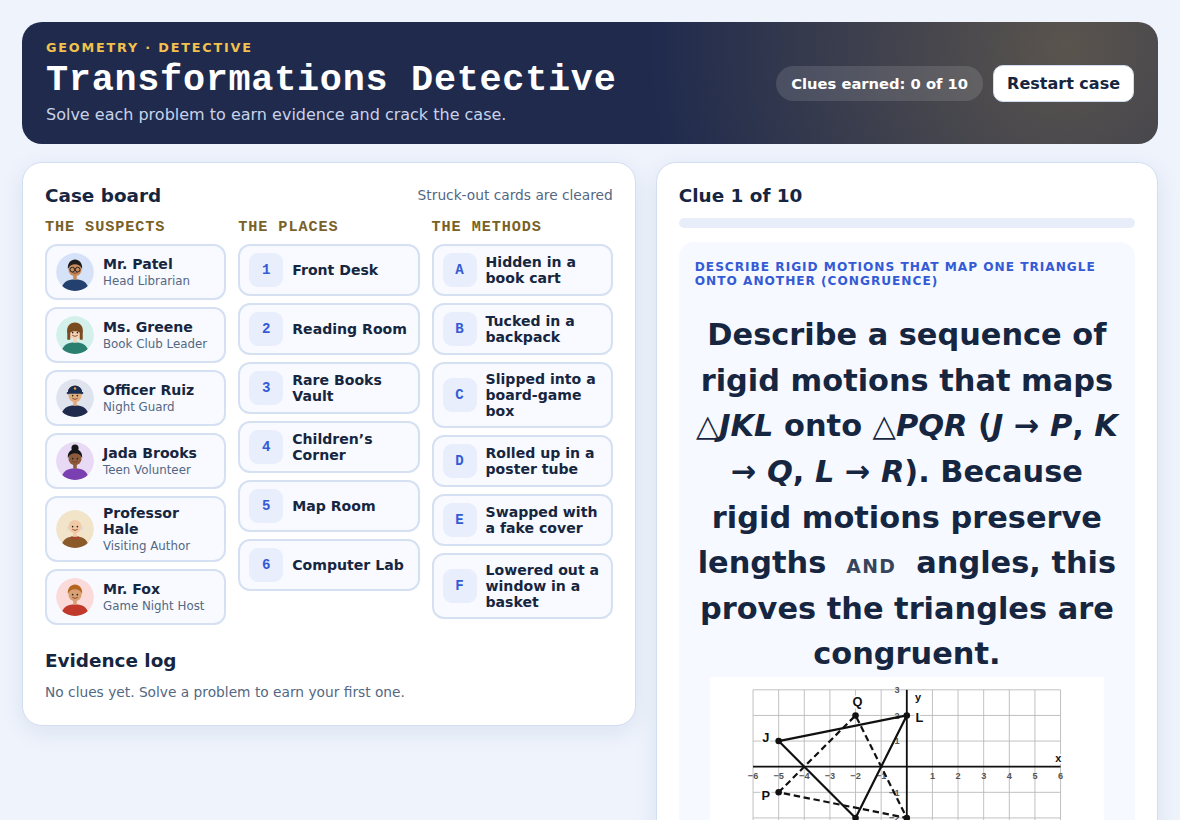 GEOMETRY · DETECTIVE
Transformations Detective
Solve each problem to earn evidence and crack the case.
Clues earned: 0 of 10
Restart case
Case board
Struck-out cards are cleared
THE SUSPECTS
Mr. Patel
Head Librarian
Ms. Greene
Book Club Leader
Officer Ruiz
Night Guard
Jada Brooks
Teen Volunteer
Professor
Hale
Visiting Author
Mr. Fox
Game Night Host
THE PLACES
1 Front Desk
2 Reading Room
3 Rare Books
Vault
4 Children’s
Corner
5 Map Room
6 Computer Lab
THE METHODS
A Hidden in a
book cart
B Tucked in a
backpack
C Slipped into a
board-game
box
D Rolled up in a
poster tube
E Swapped with
a fake cover
F Lowered out a
window in a
basket
Evidence log
No clues yet. Solve a problem to earn your first one.
Clue 1 of 10
DESCRIBE RIGID MOTIONS THAT MAP ONE TRIANGLE
ONTO ANOTHER (CONGRUENCE)
Describe a sequence of
rigid motions that maps
△JKL onto △PQR (J → P, K
→ Q, L → R). Because
rigid motions preserve
lengths AND angles, this
proves the triangles are
congruent.
3
y
Q
2
L
J
1
x
−6 −5 −4 −3 −2 −1 1 2 3 4 5 6
P
−1
−2